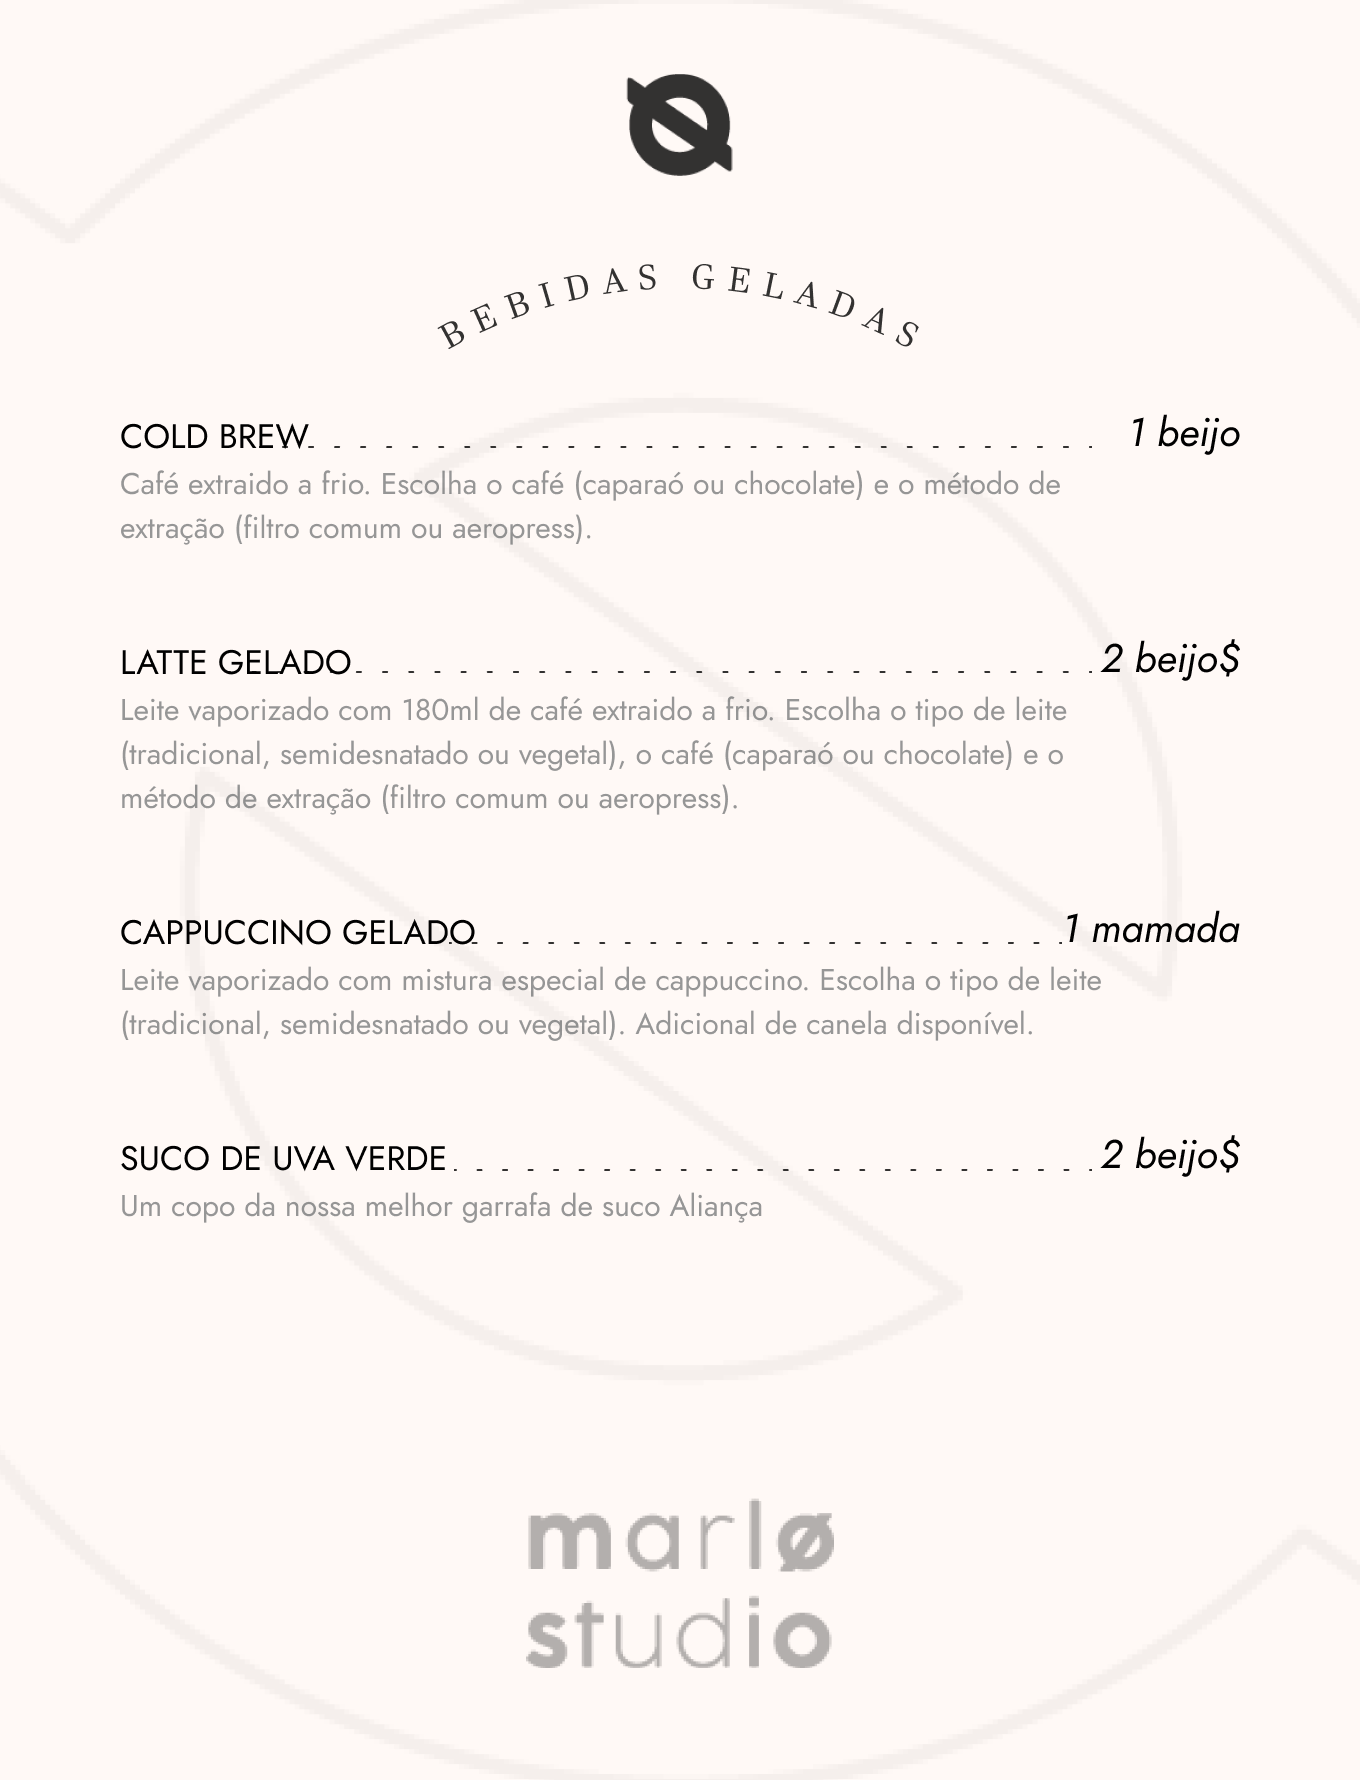 BEBIDAS GELADAS
COLD BREW 1 beijo
Café extraido a frio. Escolha o café (caparaó ou chocolate) e o método de
extração (filtro comum ou aeropress).
LATTE GELADO 2 beijo$
Leite vaporizado com 180ml de café extraido a frio. Escolha o tipo de leite
(tradicional, semidesnatado ou vegetal), o café (caparaó ou chocolate) e o
método de extração (filtro comum ou aeropress).
CAPPUCCINO GELADO 1 mamada
Leite vaporizado com mistura especial de cappuccino. Escolha o tipo de leite
(tradicional, semidesnatado ou vegetal). Adicional de canela disponível.
SUCO DE UVA VERDE 2 beijo$
Um copo da nossa melhor garrafa de suco Aliança
marlø
studio